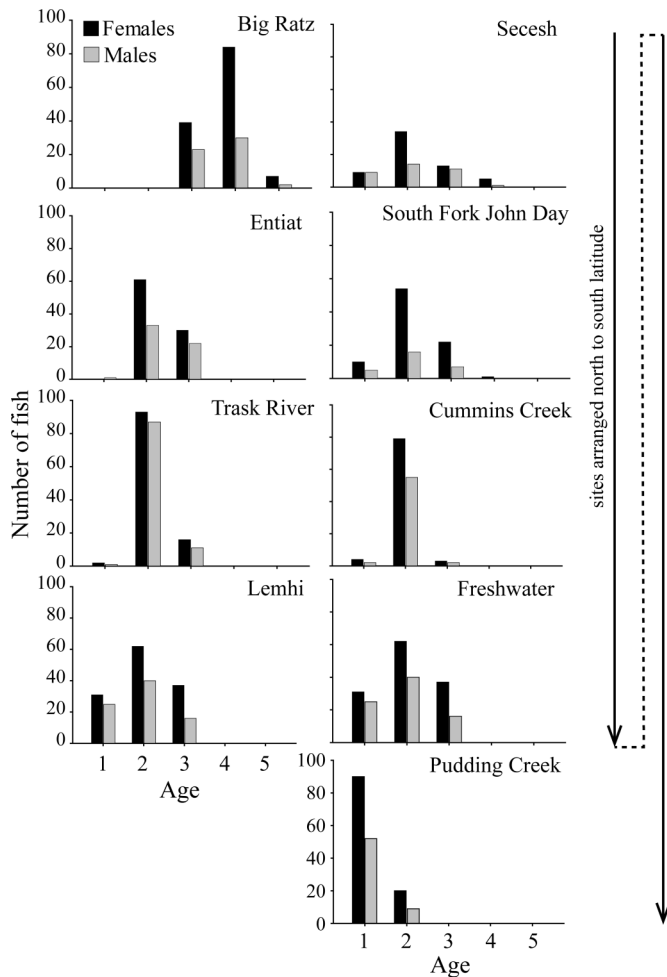 Females
Males
Big Ratz
Secesh
100
80
60
40
20
0
Entiat
South Fork John Day
100
80
60
40
20
0
Trask River
Cummins Creek
100
80
60
40
20
0
Lemhi
Freshwater
100
80
60
40
20
0
1 2 3 4 5
Age
Pudding Creek
100
80
60
40
20
0
1 2 3 4 5
Age
Number of fish
sites arranged north to south latitude